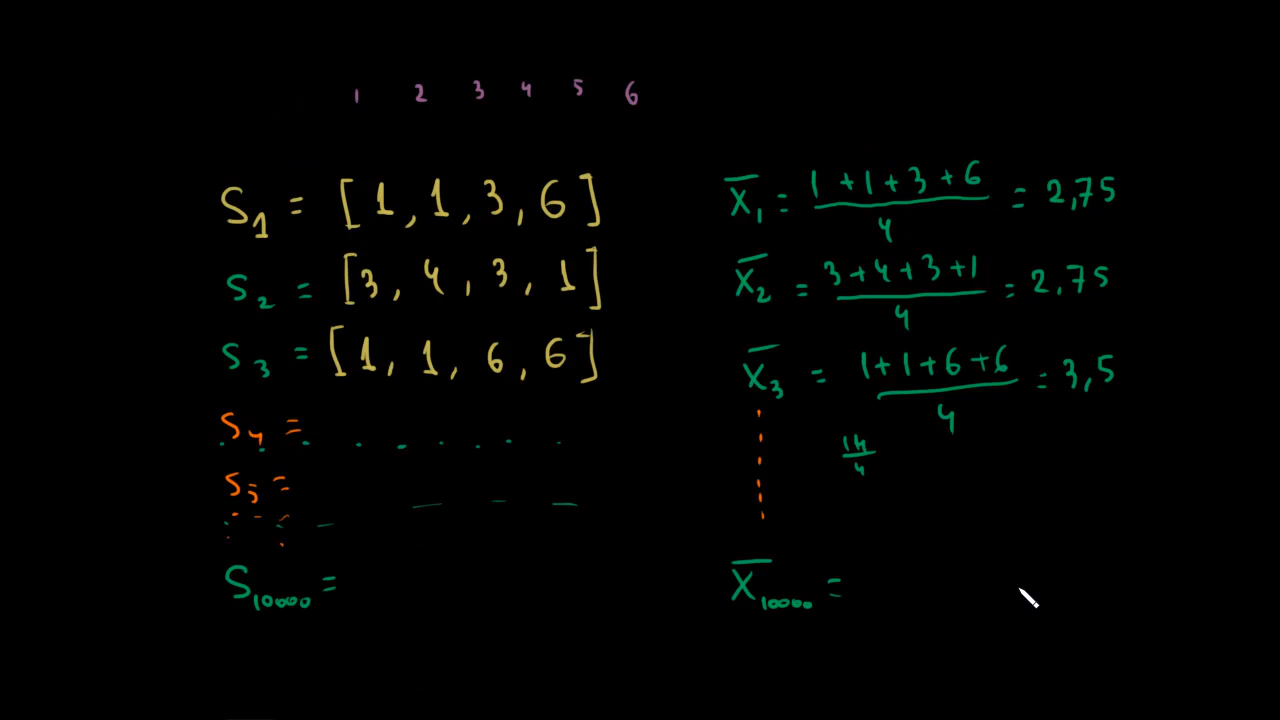 1 2 3 4 5 6
S₁ = [1, 1, 3, 6]
X̅₁ = (1+1+3+6)/4 = 2,75
S₂ = [3, 4, 3, 1]
X̅₂ = (3+4+3+1)/4 = 2,75
S₃ = [1, 1, 6, 6]
X̅₃ = (1+1+6+6)/4 = 3,5
S₄ =
14/4
S₅ =
S₁₀₀₀₀ =
X̅₁₀₀₀₀ =